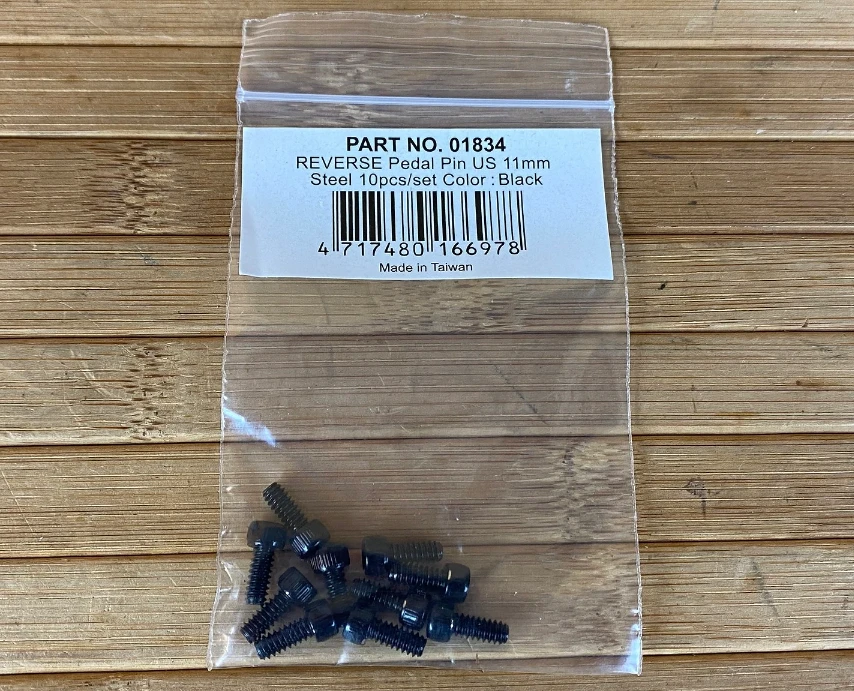 PART NO. 01834
REVERSE Pedal Pin US 11mm
Steel 10pcs/set Color : Black
4 717480 166978
Made in Taiwan